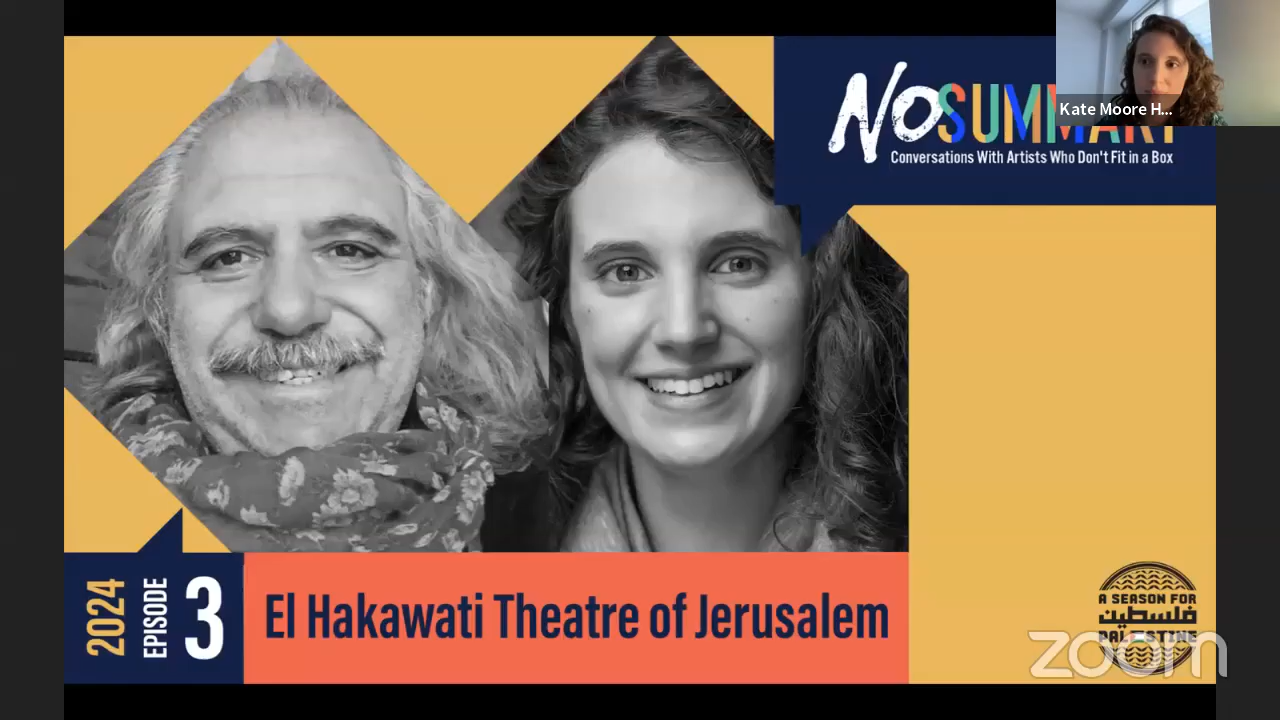 No SUMMARY
Kate Moore H...
Conversations With Artists Who Don't Fit in a Box
2024
EPISODE
3
El Hakawati Theatre of Jerusalem
A SEASON FOR
فلسطين
PALESTINE
zoom